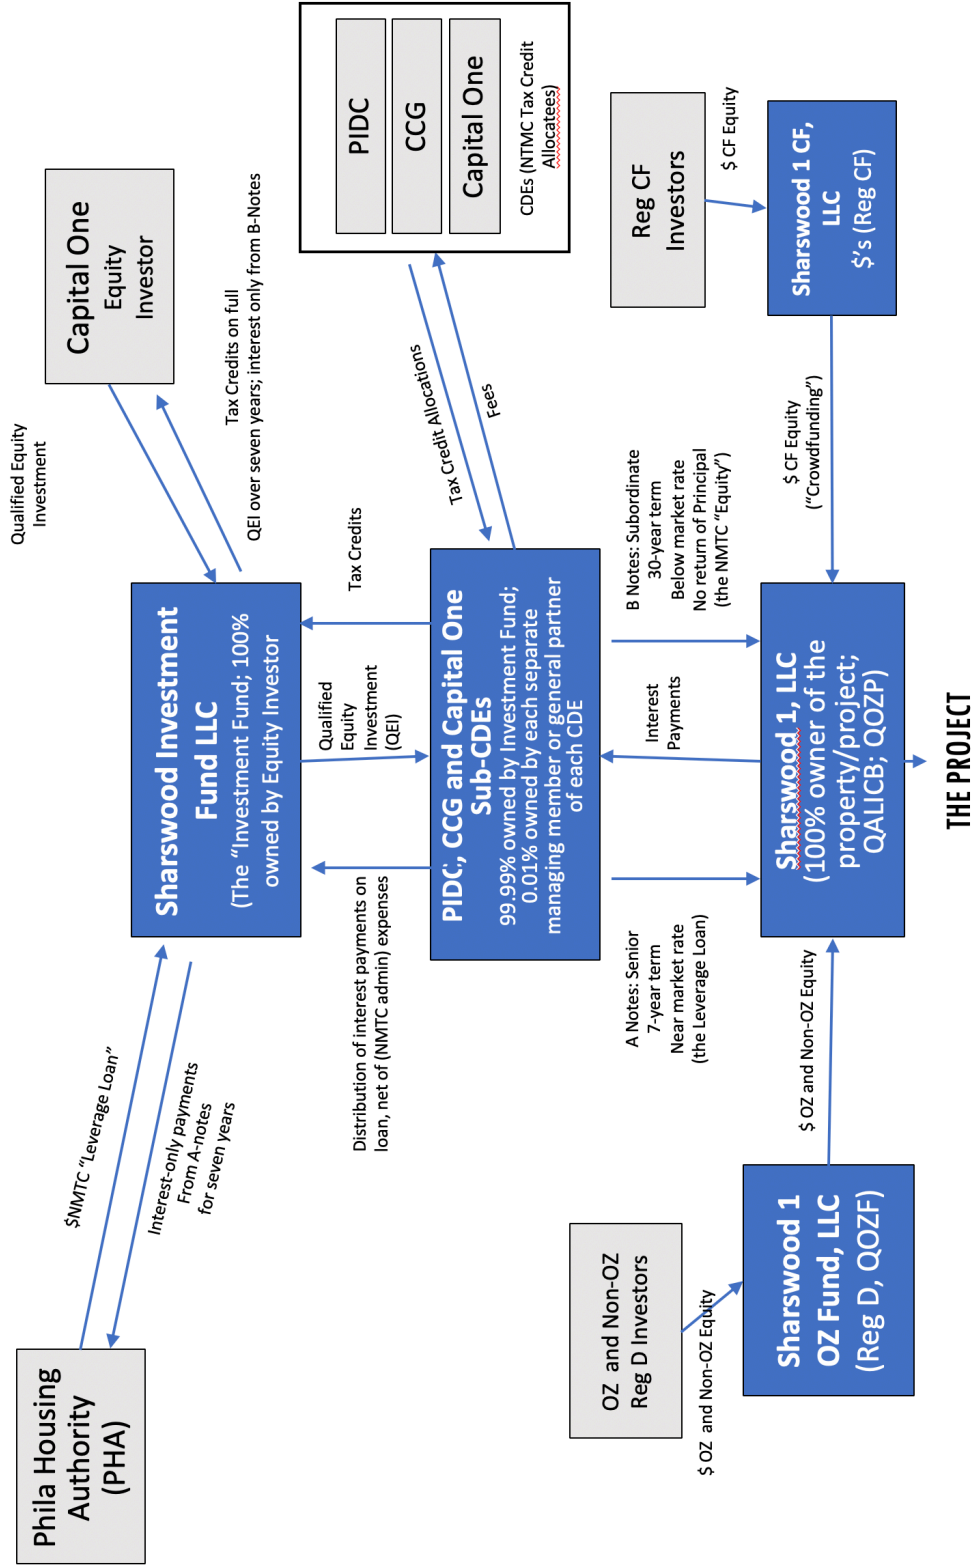 Phila Housing
Authority
(PHA)
$NMTC “Leverage Loan”
Interest-only payments
From A-notes
for seven years
Sharswood Investment
Fund LLC
(The “Investment Fund; 100%
owned by Equity Investor
Qualified Equity
Investment
Capital One
Equity
Investor
Tax Credits on full
QEI over seven years; interest only from B-Notes
Distribution of interest payments on
loan, net of (NMTC admin) expenses
Qualified
Equity
Investment
(QEI)
Tax Credits
PIDC, CCG and Capital One
Sub-CDEs
99.99% owned by Investment Fund;
0.01% owned by each separate
managing member or general partner
of each CDE
Tax Credit Allocations
Fees
PIDC
CCG
Capital One
CDEs (NTMC Tax Credit
Allocatees)
A Notes: Senior
7-year term
Near market rate
(the Leverage Loan)
Interest
Payments
B Notes: Subordinate
30-year term
Below market rate
No return of Principal
(the NMTC “Equity”)
OZ and Non-OZ
Reg D Investors
$ OZ and Non-OZ Equity
Sharswood 1
OZ Fund, LLC
(Reg D, QOZF)
$ OZ and Non-OZ Equity
Sharswood 1, LLC
(100% owner of the
property/project;
QALICB; QOZP)
$ CF Equity
(“Crowdfunding”)
Reg CF
Investors
$ CF Equity
Sharswood 1 CF,
LLC
$’s (Reg CF)
THE PROJECT